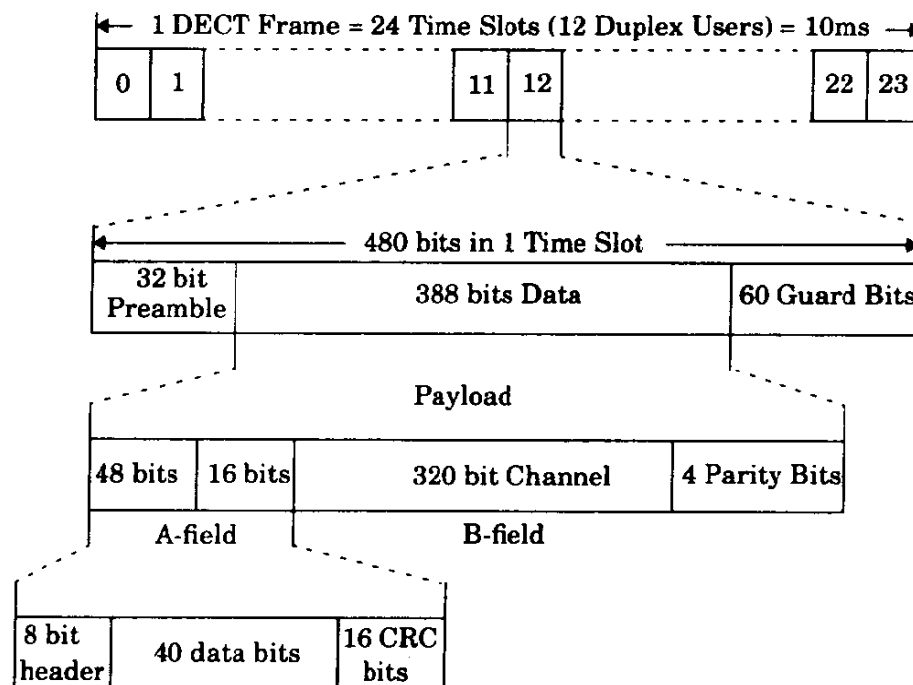 1 DECT Frame = 24 Time Slots (12 Duplex Users) = 10ms
0 1 11 12 22 23
480 bits in 1 Time Slot
32 bit
Preamble
388 bits Data
60 Guard Bits
Payload
48 bits
16 bits
320 bit Channel
4 Parity Bits
A-field
B-field
8 bit
header
40 data bits
16 CRC
bits